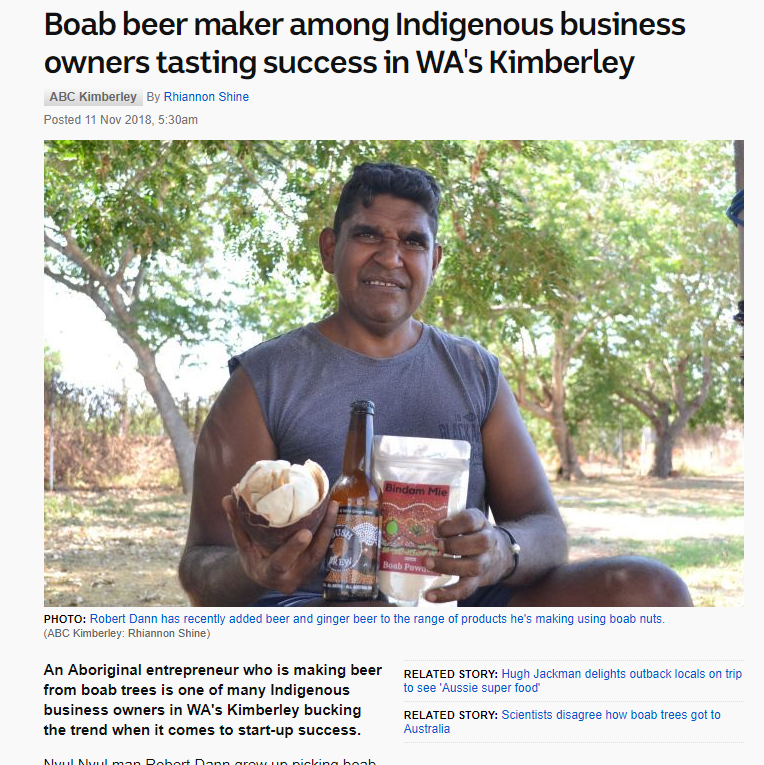 Boab beer maker among Indigenous business
owners tasting success in WA's Kimberley
ABC Kimberley By Rhiannon Shine
Posted 11 Nov 2018, 5:30am
Bindam Mie
BUSH
BREW
Boab Powder
PHOTO: Robert Dann has recently added beer and ginger beer to the range of products he's making using boab nuts.
(ABC Kimberley: Rhiannon Shine)
An Aboriginal entrepreneur who is making beer
from boab trees is one of many Indigenous
business owners in WA's Kimberley bucking
the trend when it comes to start-up success.
RELATED STORY: Hugh Jackman delights outback locals on trip
to see 'Aussie super food'
RELATED STORY: Scientists disagree how boab trees got to
Australia
Nyul Nyul man Robert Dann grew up picking boab